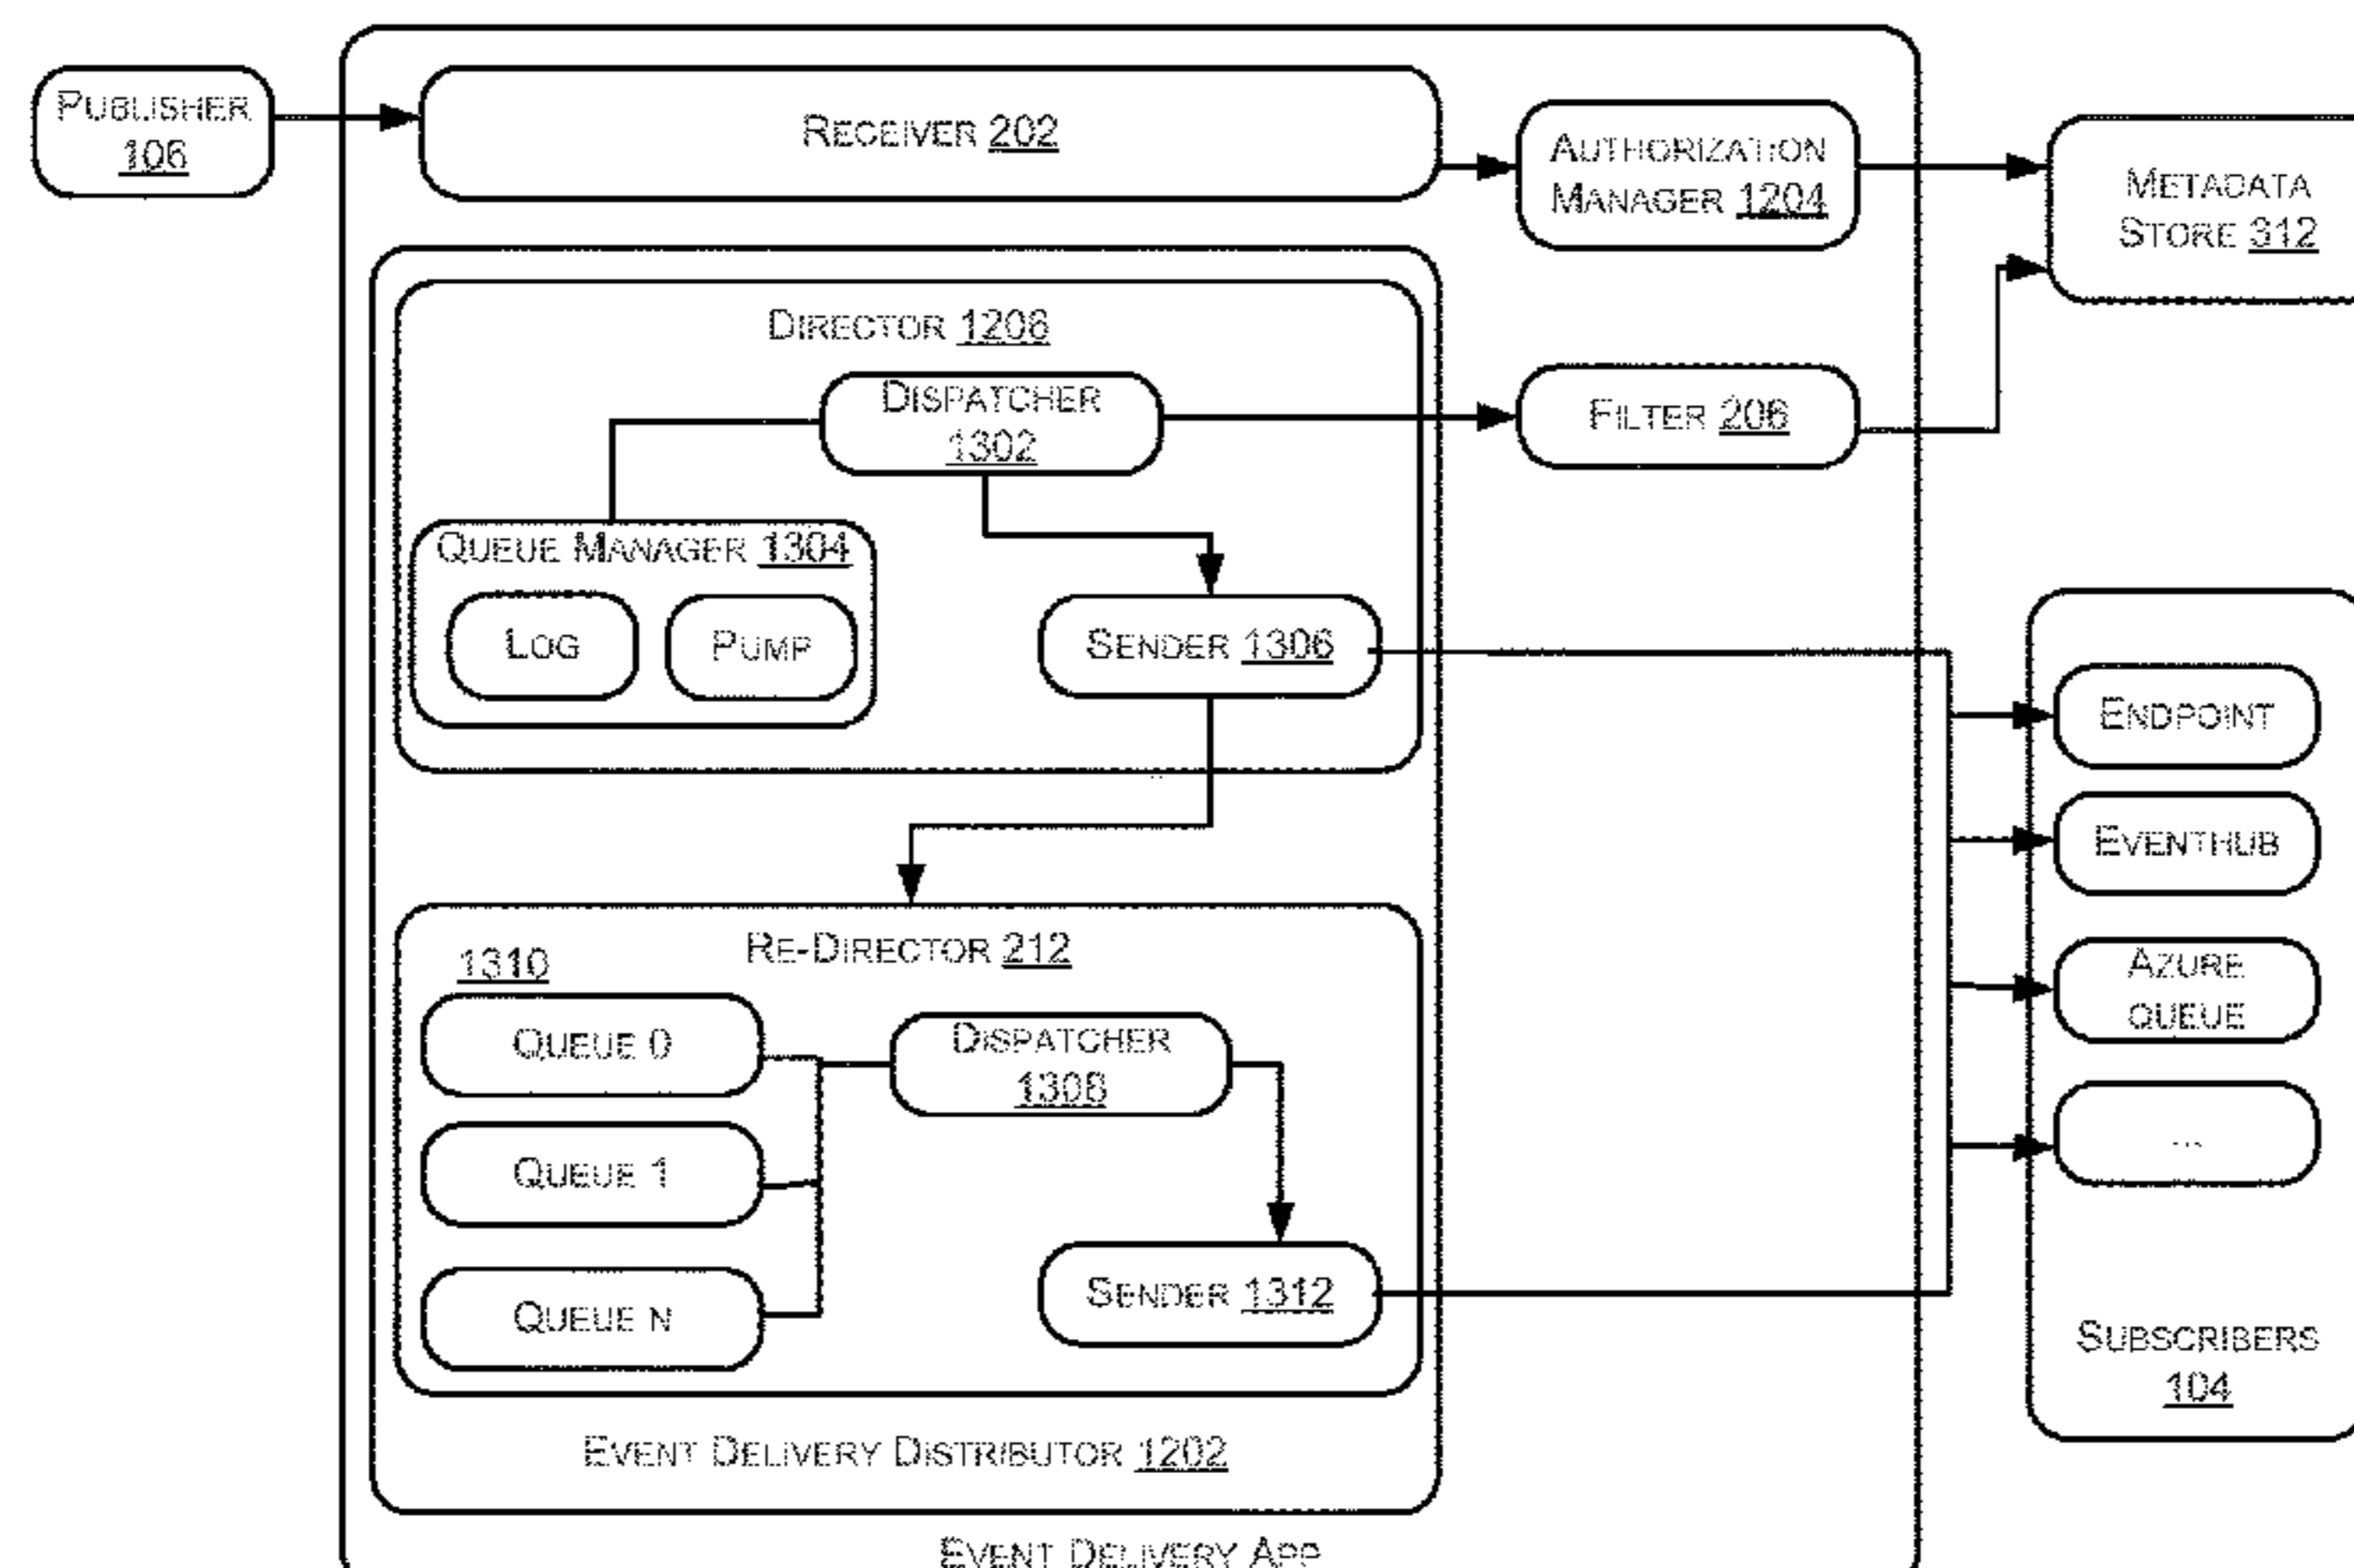 PUBLISHER
106
RECEIVER 202
AUTHORIZATION
MANAGER 1204
METADATA
STORE 312
DIRECTOR 1206
DISPATCHER
1302
FILTER 206
QUEUE MANAGER 1304
LOG
PUMP
SENDER 1306
ENDPOINT
EVENTHUB
AZURE
QUEUE
...
SUBSCRIBERS
104
RE-DIRECTOR 212
1310
QUEUE 0
QUEUE 1
QUEUE N
DISPATCHER
1308
SENDER 1312
EVENT DELIVERY DISTRIBUTOR 1202
EVENT DELIVERY APP